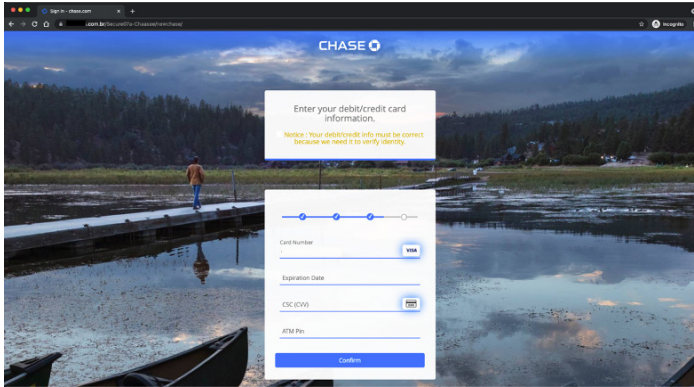 Sign in - chase.com
.com.br/Secure07a-Chaseee/newchase/
Incognito
CHASE
Enter your debit/credit card
information.
Notice : Your debit/credit info must be correct
because we need it to verify identity.
Card Number
VISA
Expiration Date
CSC (CVV)
ATM Pin
Confirm